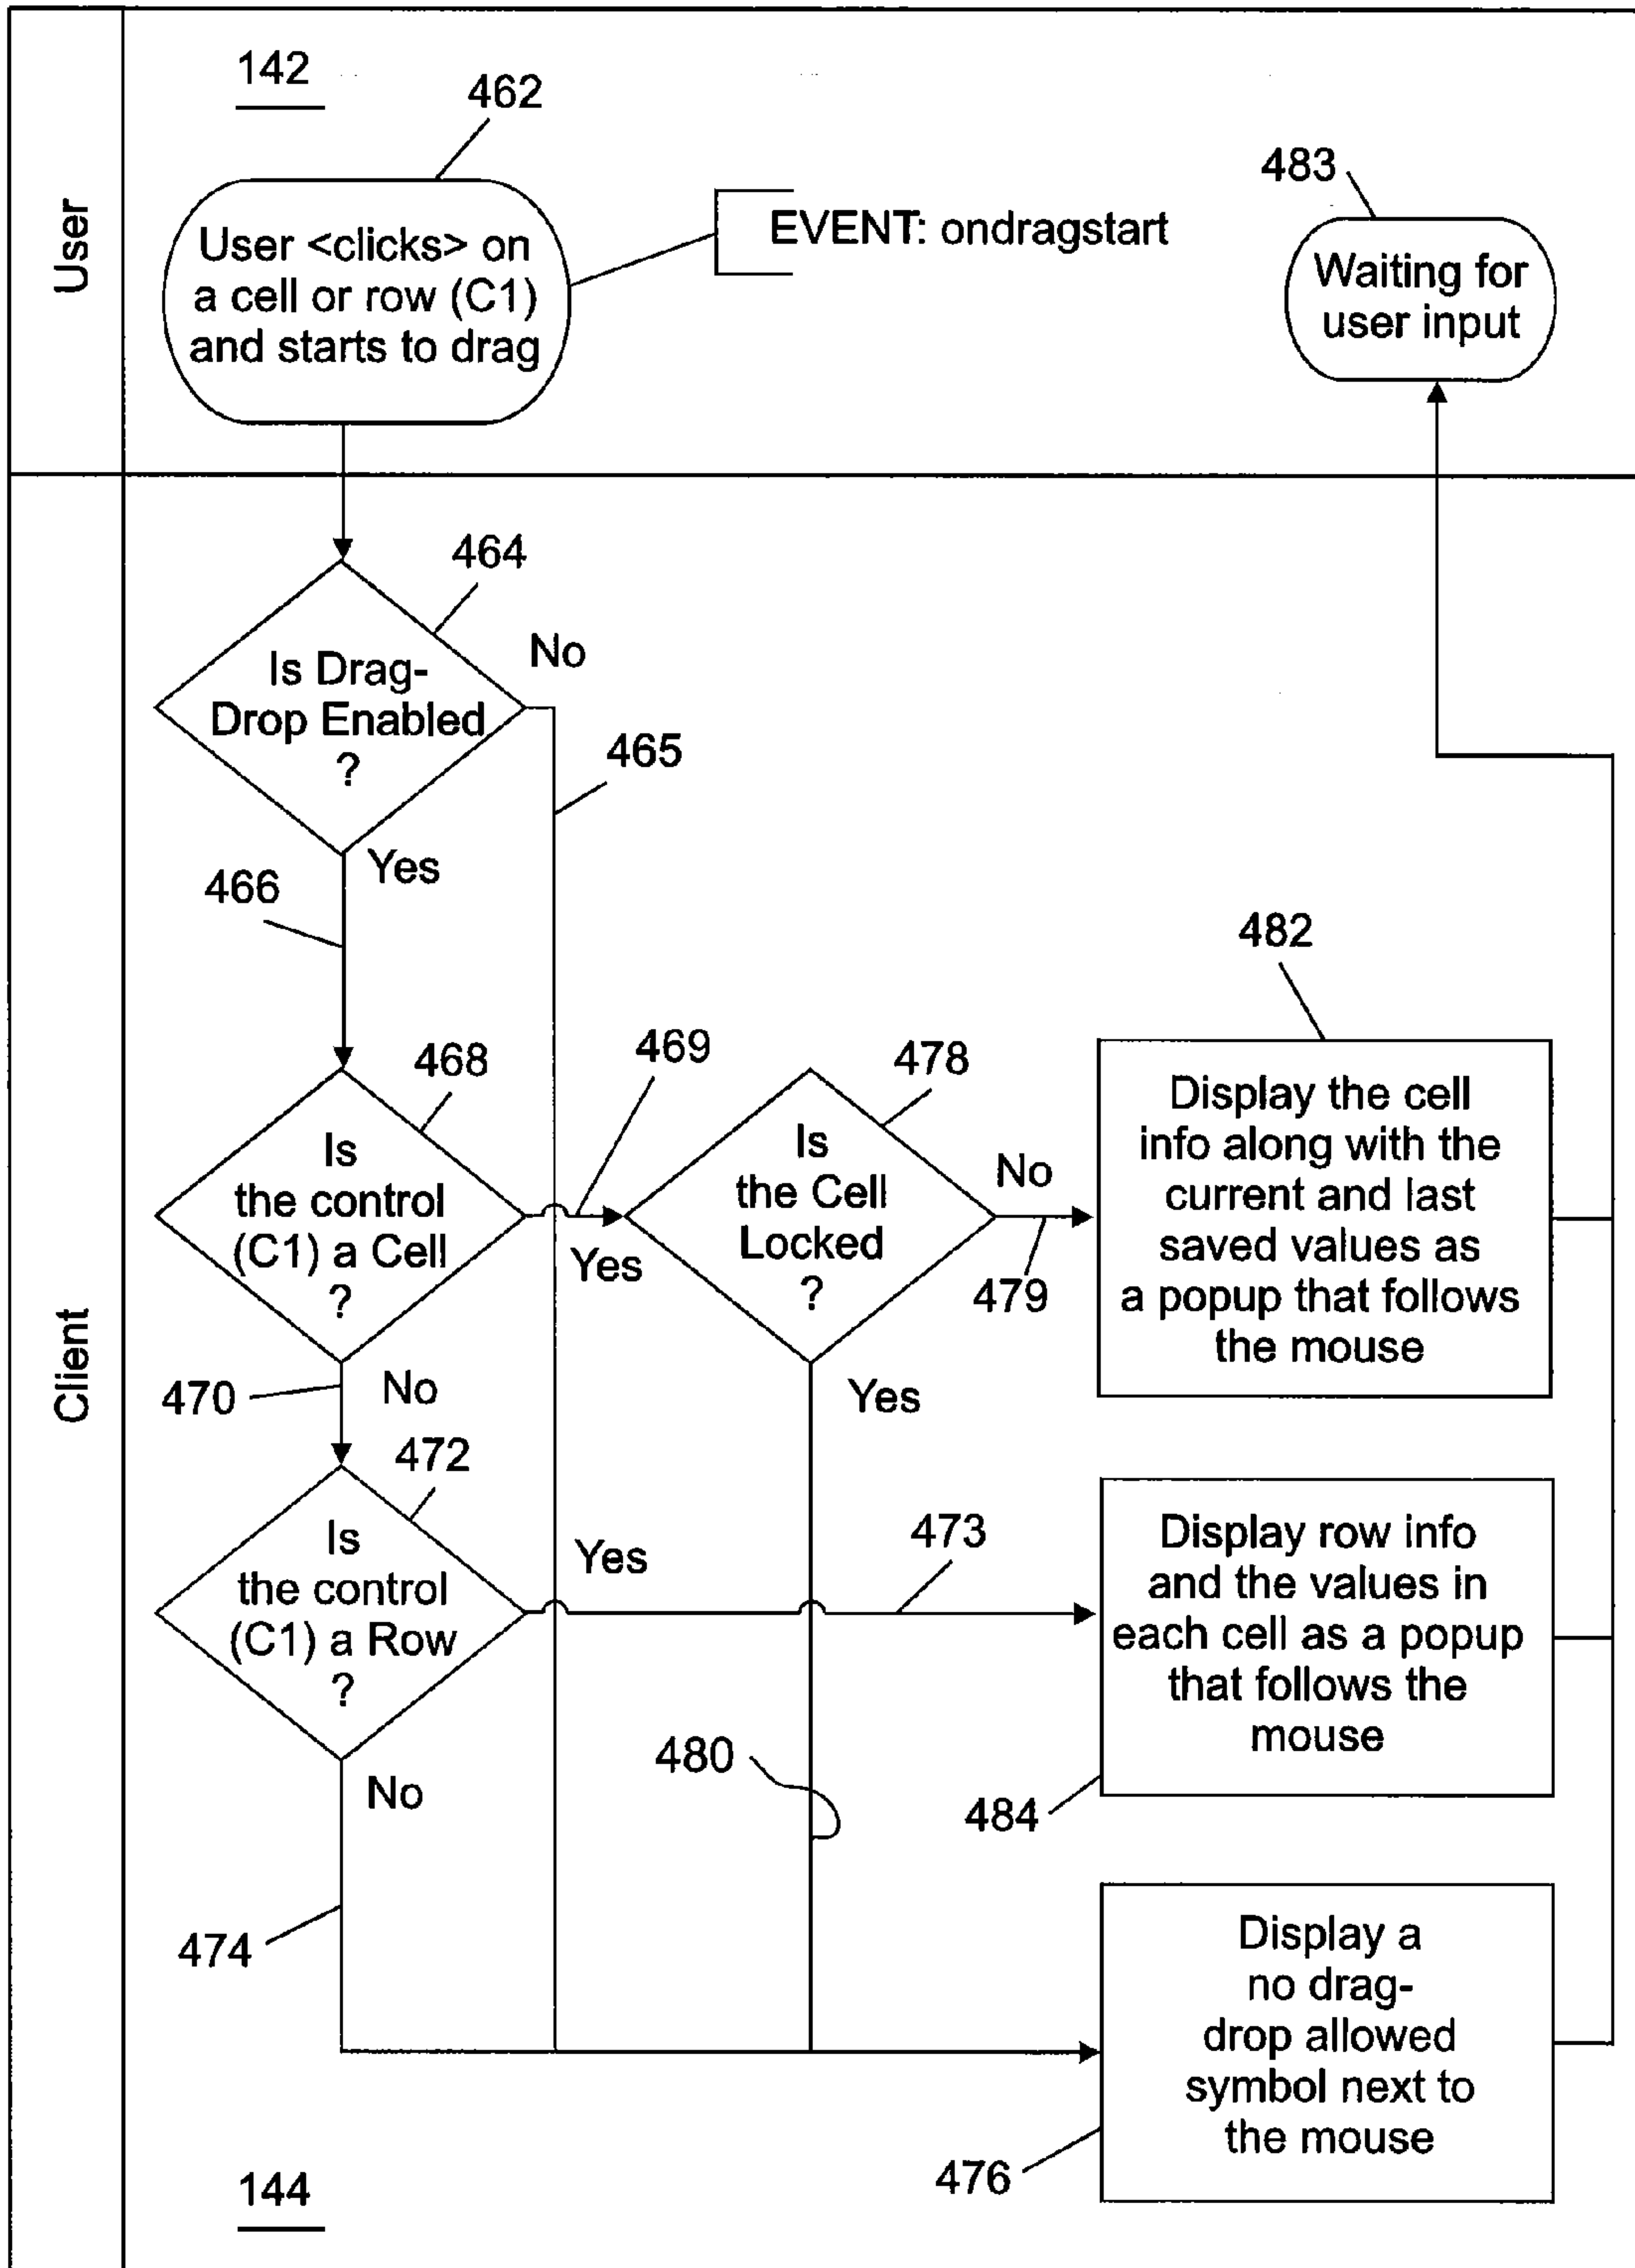 User
142
462
User <clicks> on
a cell or row (C1)
and starts to drag
EVENT: ondragstart
483
Waiting for
user input
Client
464
Is Drag-
Drop Enabled
?
No
465
Yes
466
468
Is
the control
(C1) a Cell
?
469
Yes
478
Is
the Cell
Locked
?
No
479
482
Display the cell
info along with the
current and last
saved values as
a popup that follows
the mouse
470
No
Yes
472
Is
the control
(C1) a Row
?
Yes
473
Display row info
and the values in
each cell as a popup
that follows the
mouse
484
480
No
474
Display a
no drag-
drop allowed
symbol next to
the mouse
476
144